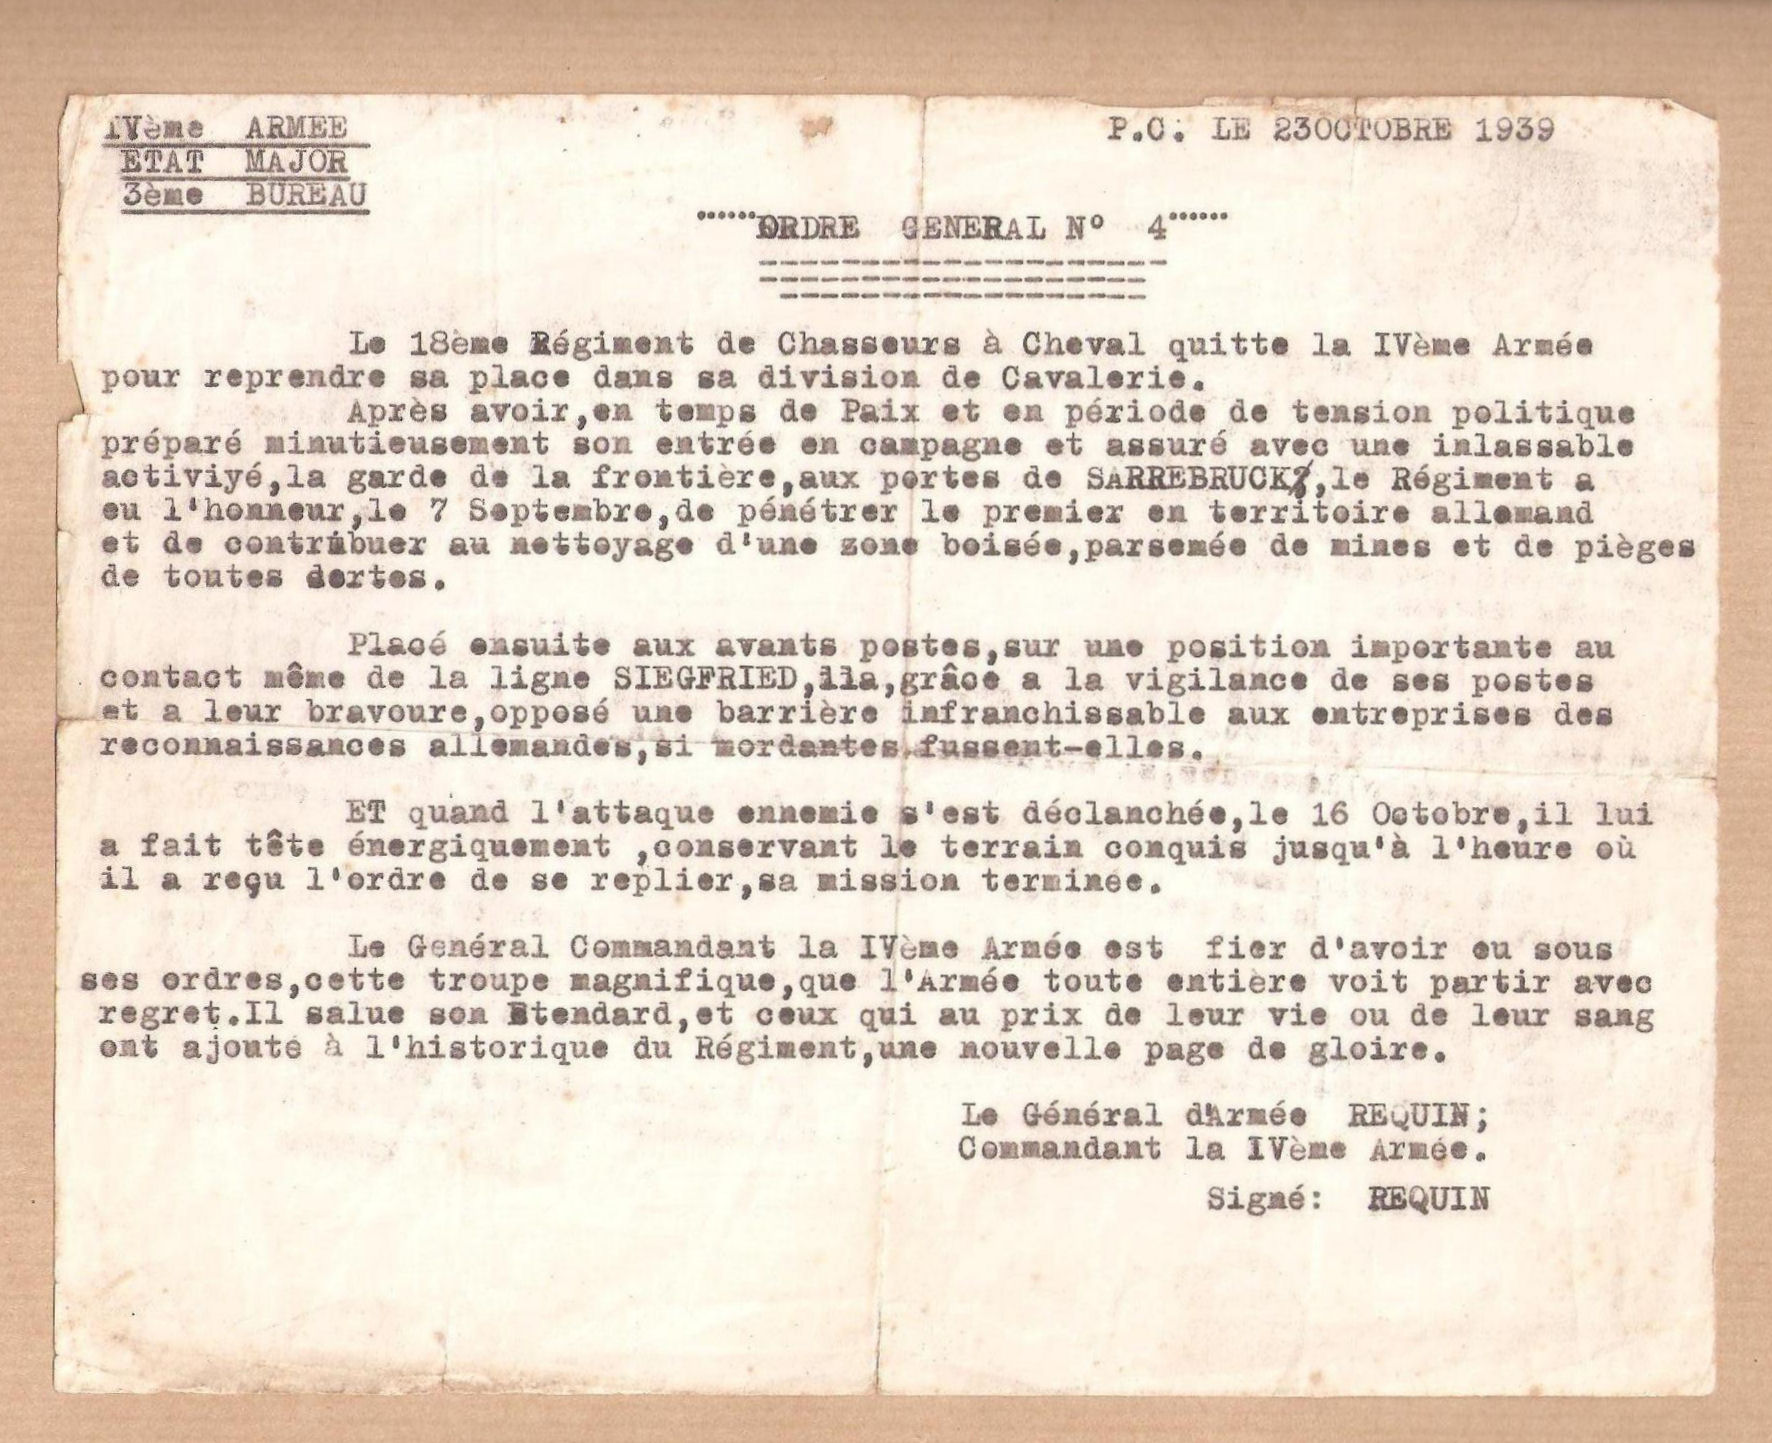 IVème ARMEE
P.C. LE 23OCTOBRE 1939
ETAT MAJOR
3ème BUREAU
""""""ORDRE GENERAL N° 4""""""
Le 18ème Régiment de Chasseurs à Cheval quitte la IVème Armée
pour reprendre sa place dans sa division de Cavalerie.
Après avoir,en temps de Paix et en période de tension politique
préparé minutieusement son entrée en campagne et assuré avec une inlassable
activiyé,la garde de la frontière,aux portes de SARREBRUCK,le Régiment a
eu l'honneur,le 7 Septembre,de pénétrer le premier en territoire allemand
et de contribuer au nettoyage d'une zone boisée,parsemée de mines et de pièges
de toutes sortes.
Placé ensuite aux avants postes,sur une position importante au
contact même de la ligne SIEGFRIED,ila,grâce a la vigilance de ses postes
et a leur bravoure,opposé une barrière infranchissable aux entreprises des
reconnaissances allemandes,si mordantes fussent-elles.
ET quand l'attaque ennemie s'est déclanchée,le 16 Octobre,il lui
a fait tête énergiquement ,conservant le terrain conquis jusqu'à l'heure où
il a reçu l'ordre de se replier,sa mission terminée.
Le Général Commandant la IVème Armée est fier d'avoir eu sous
ses ordres,cette troupe magnifique,que l'Armée toute entière voit partir avec
regret.Il salue son Etendard,et ceux qui au prix de leur vie ou de leur sang
ont ajouté à l'historique du Régiment,une nouvelle page de gloire.
Le Général d'Armée REQUIN;
Commandant la IVème Armée.
Signé: REQUIN